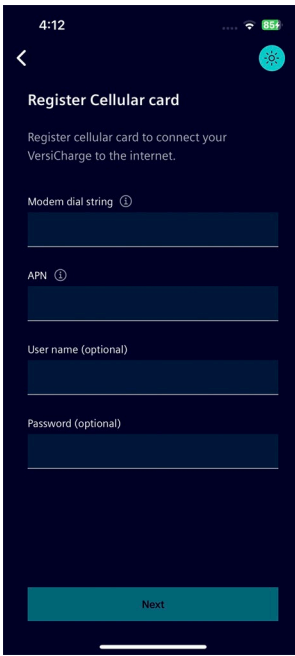 4:12
85
Register Cellular card
Register cellular card to connect your
VersiCharge to the internet.
Modem dial string
APN
User name (optional)
Password (optional)
Next